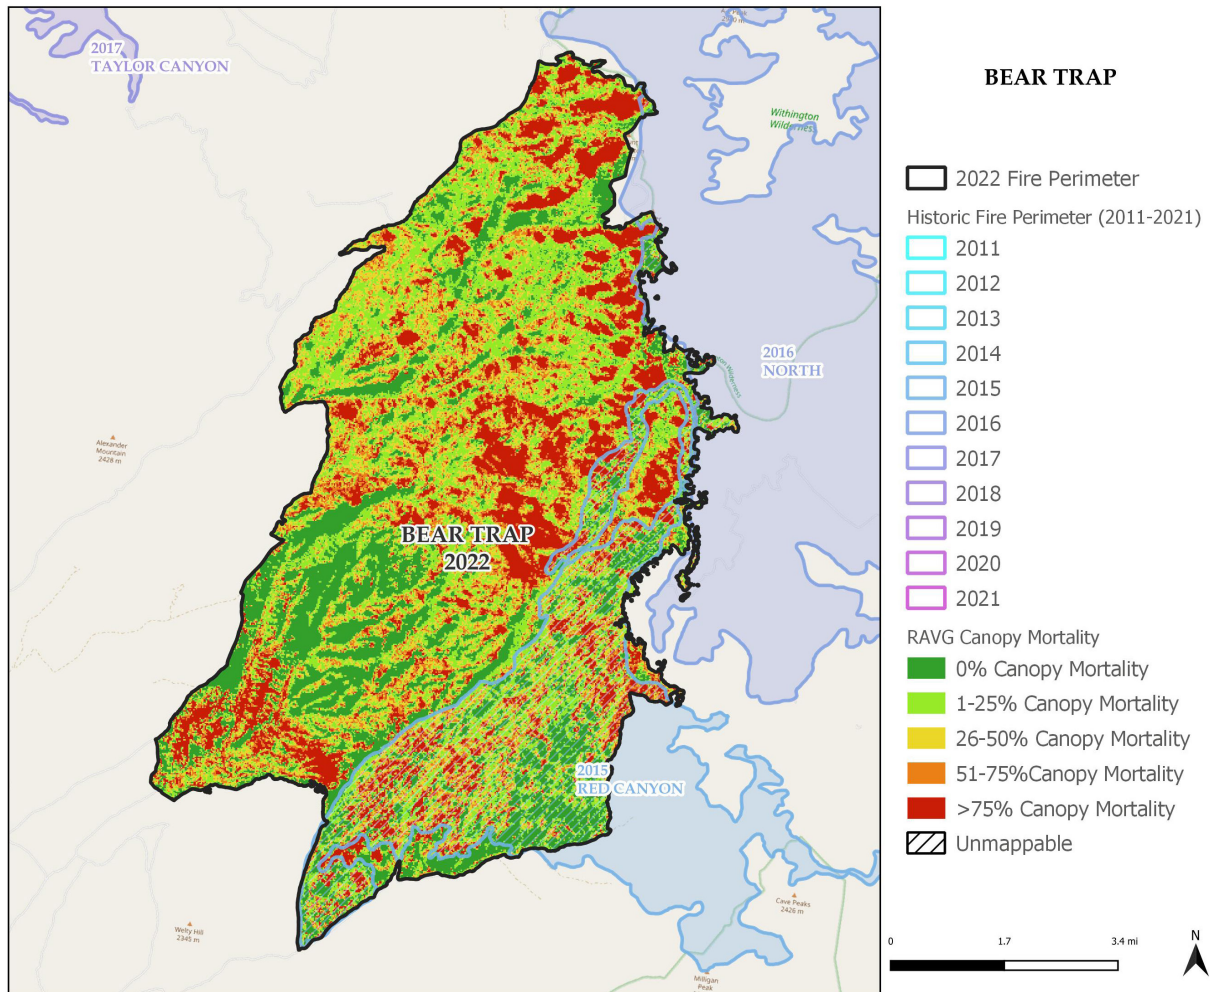 2017
TAYLOR CANYON
Withington
Wilderness
2016
NORTH
Alexander
Mountain
2428 m
BEAR TRAP
2022
2015
RED CANYON
Welty Hill
2345 m
Cave Peaks
2426 m
Milligan
Peak
BEAR TRAP
2022 Fire Perimeter
Historic Fire Perimeter (2011-2021)
2011
2012
2013
2014
2015
2016
2017
2018
2019
2020
2021
RAVG Canopy Mortality
0% Canopy Mortality
1-25% Canopy Mortality
26-50% Canopy Mortality
51-75%Canopy Mortality
>75% Canopy Mortality
Unmappable
0 1.7 3.4 mi
N